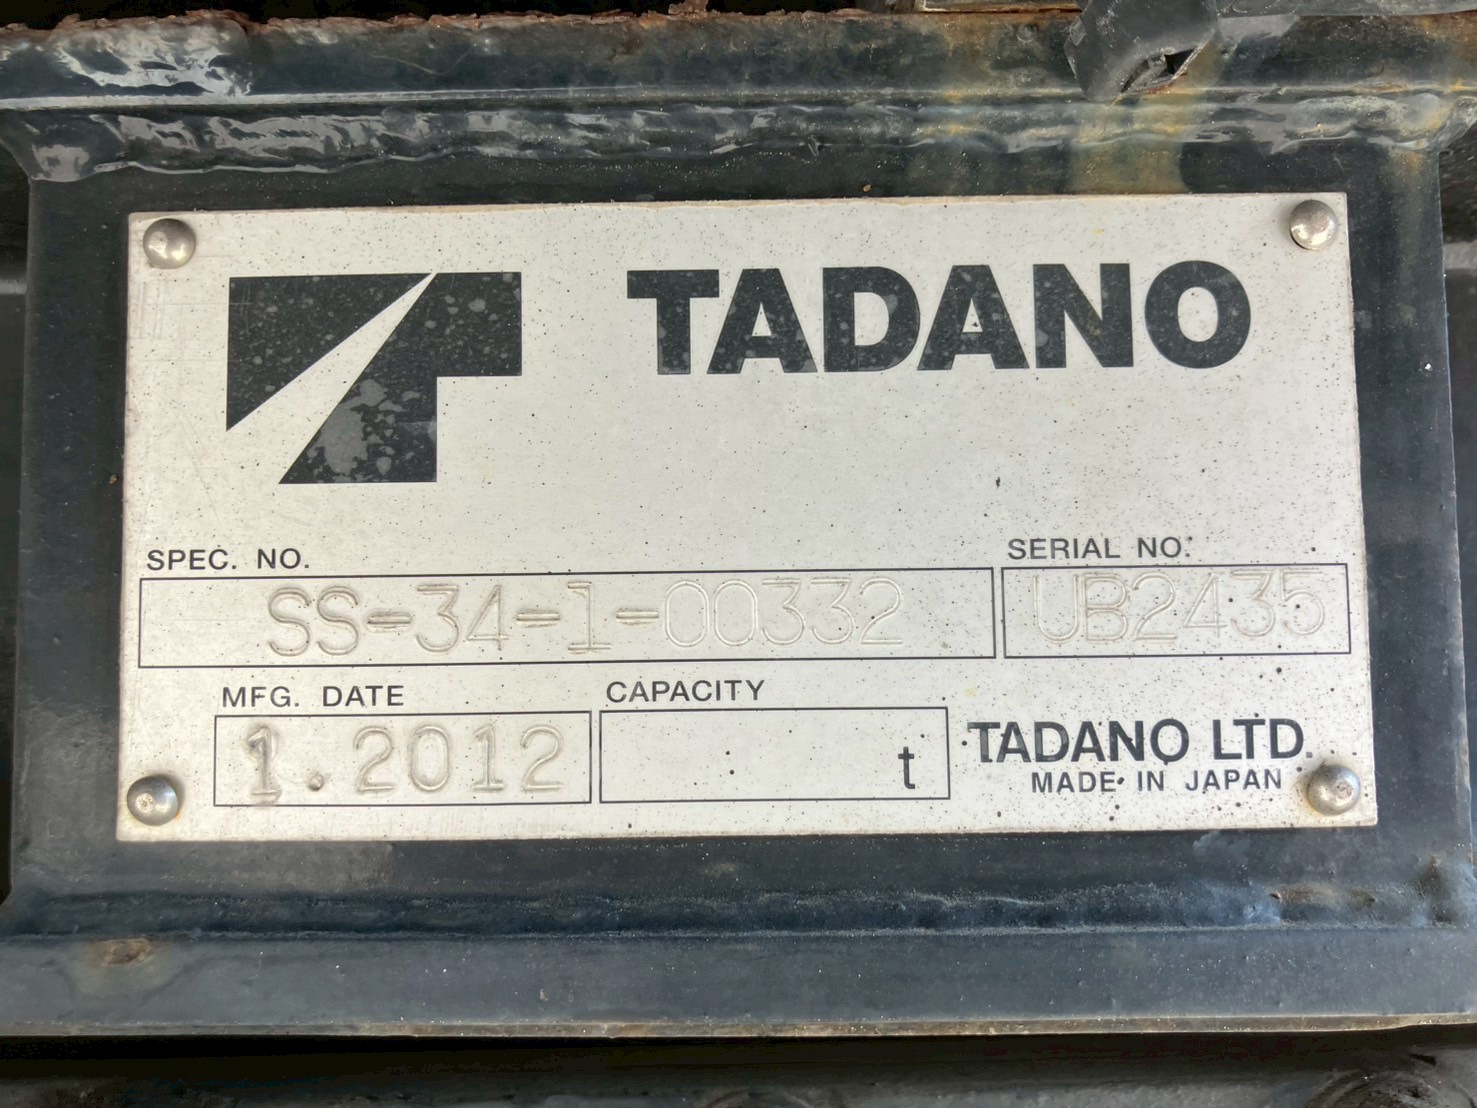 TADANO
SPEC. NO.
SERIAL NO.
SS-34-1-00332
UB2435
MFG. DATE
CAPACITY
1.2012
t
TADANO LTD.
MADE IN JAPAN